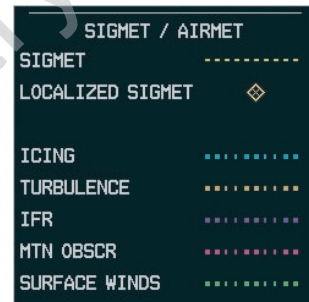 SIGMET / AIRMET
SIGMET
LOCALIZED SIGMET
ICING
TURBULENCE
IFR
MTN OBSCR
SURFACE WINDS